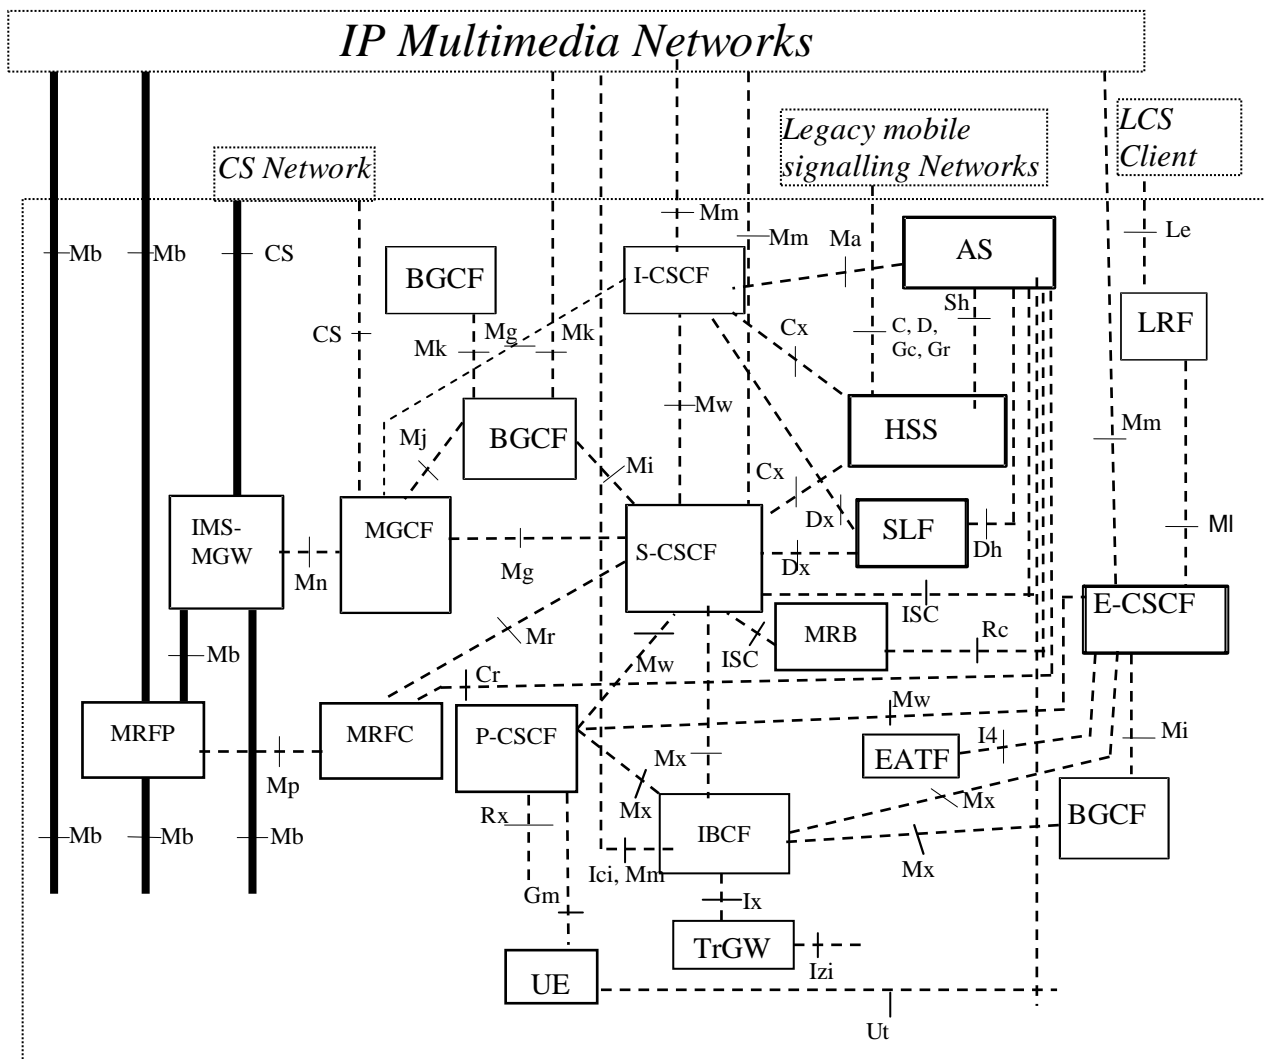 IP Multimedia Networks
Legacy mobile
signalling Networks
LCS
Client
CS Network
Mm
Mm
Ma
Le
Mb
Mb
CS
BGCF
I-CSCF
AS
Sh
LRF
CS
Mk
Mg
Mk
Cx
C, D,
Gc, Gr
Mw
Mj
BGCF
Mi
HSS
Mm
Cx
IMS-
MGW
MGCF
S-CSCF
Dx
SLF
Dh
Ml
Mn
Mg
Dx
ISC
E-CSCF
Mr
Mw
ISC
MRB
Rc
Mb
Cr
Mw
MRFP
MRFC
P-CSCF
Mx
EATF
I4
Mi
Mp
Mx
Mx
BGCF
Mb
Mb
Mb
Rx
IBCF
Mx
Ici, Mm
Gm
Ix
TrGW
Izi
UE
Ut